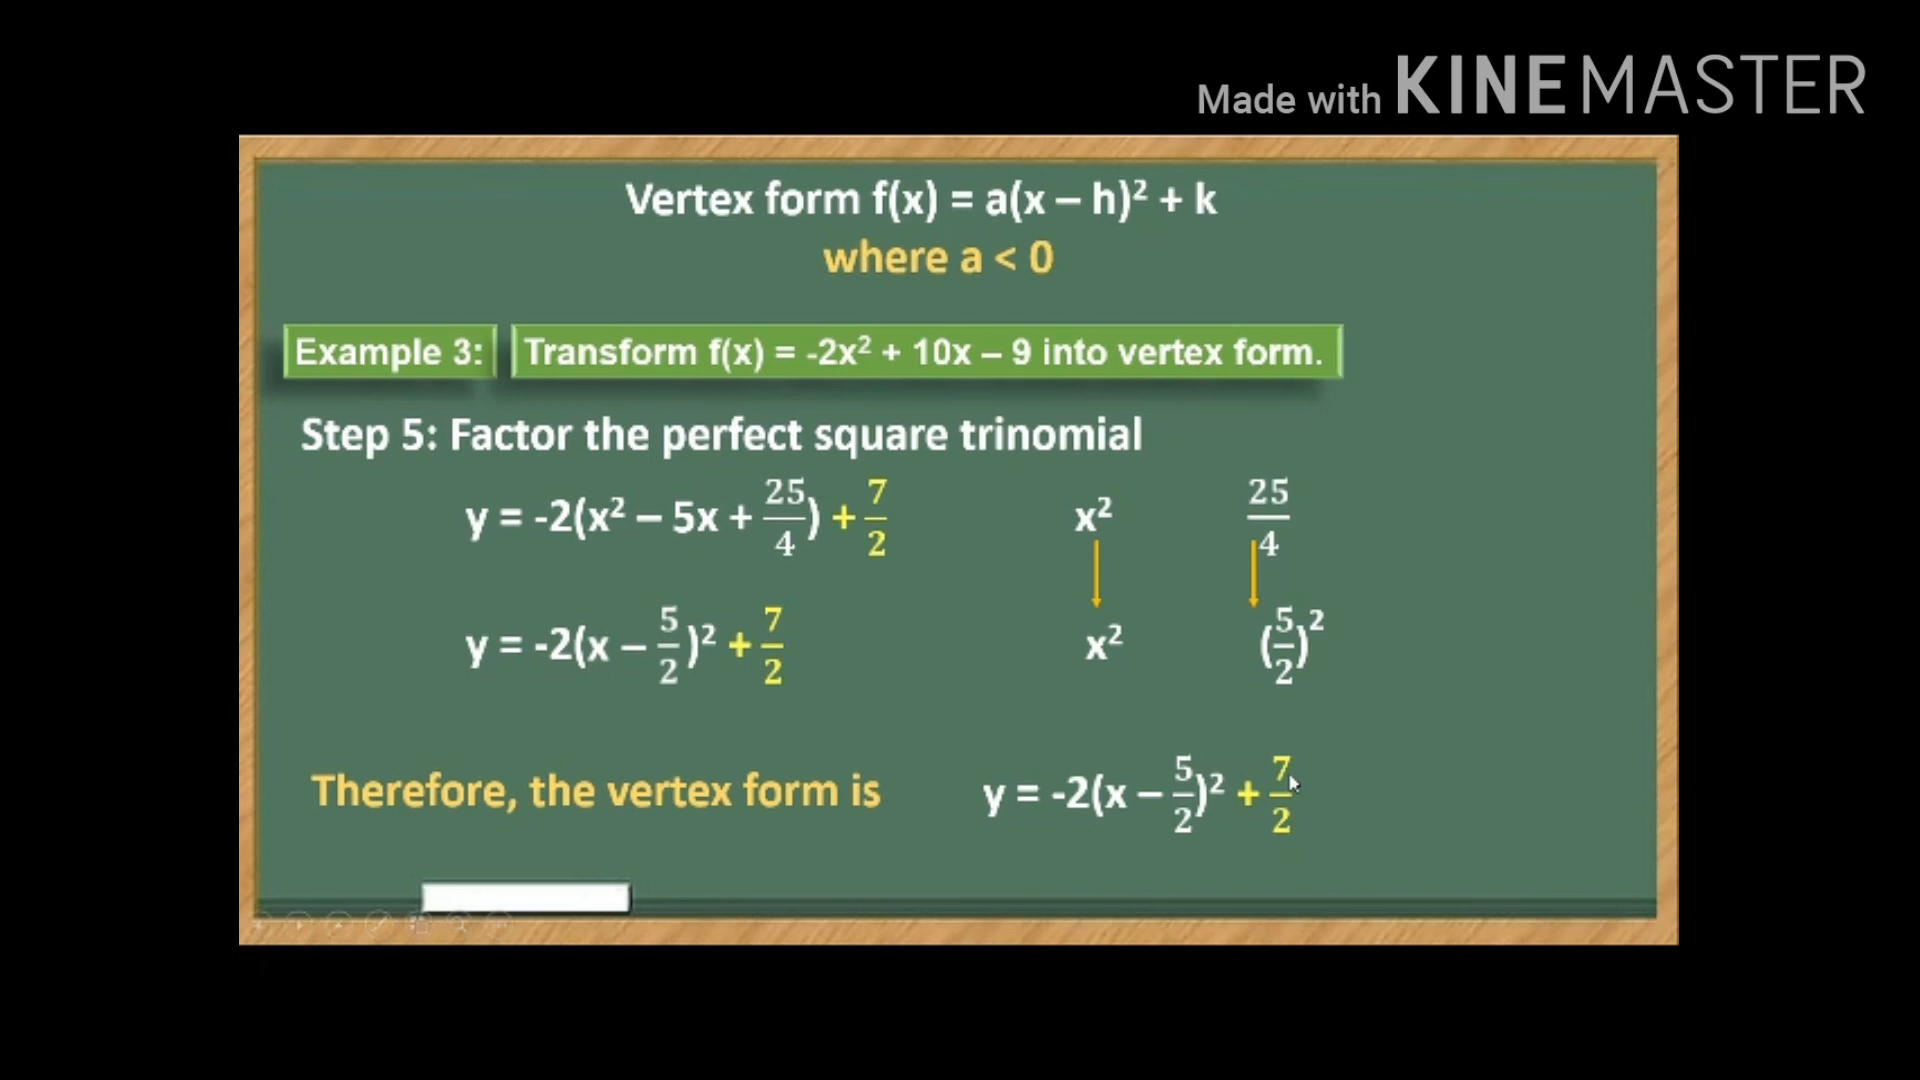 Made with KINEMASTER
Vertex form f(x) = a(x – h)² + k
where a < 0
Example 3: Transform f(x) = -2x² + 10x – 9 into vertex form.
Step 5: Factor the perfect square trinomial
y = -2(x² – 5x + 25/4) + 7/2 x² 25/4
y = -2(x – 5/2)² + 7/2 x² (5/2)²
Therefore, the vertex form is y = -2(x – 5/2)² + 7/2